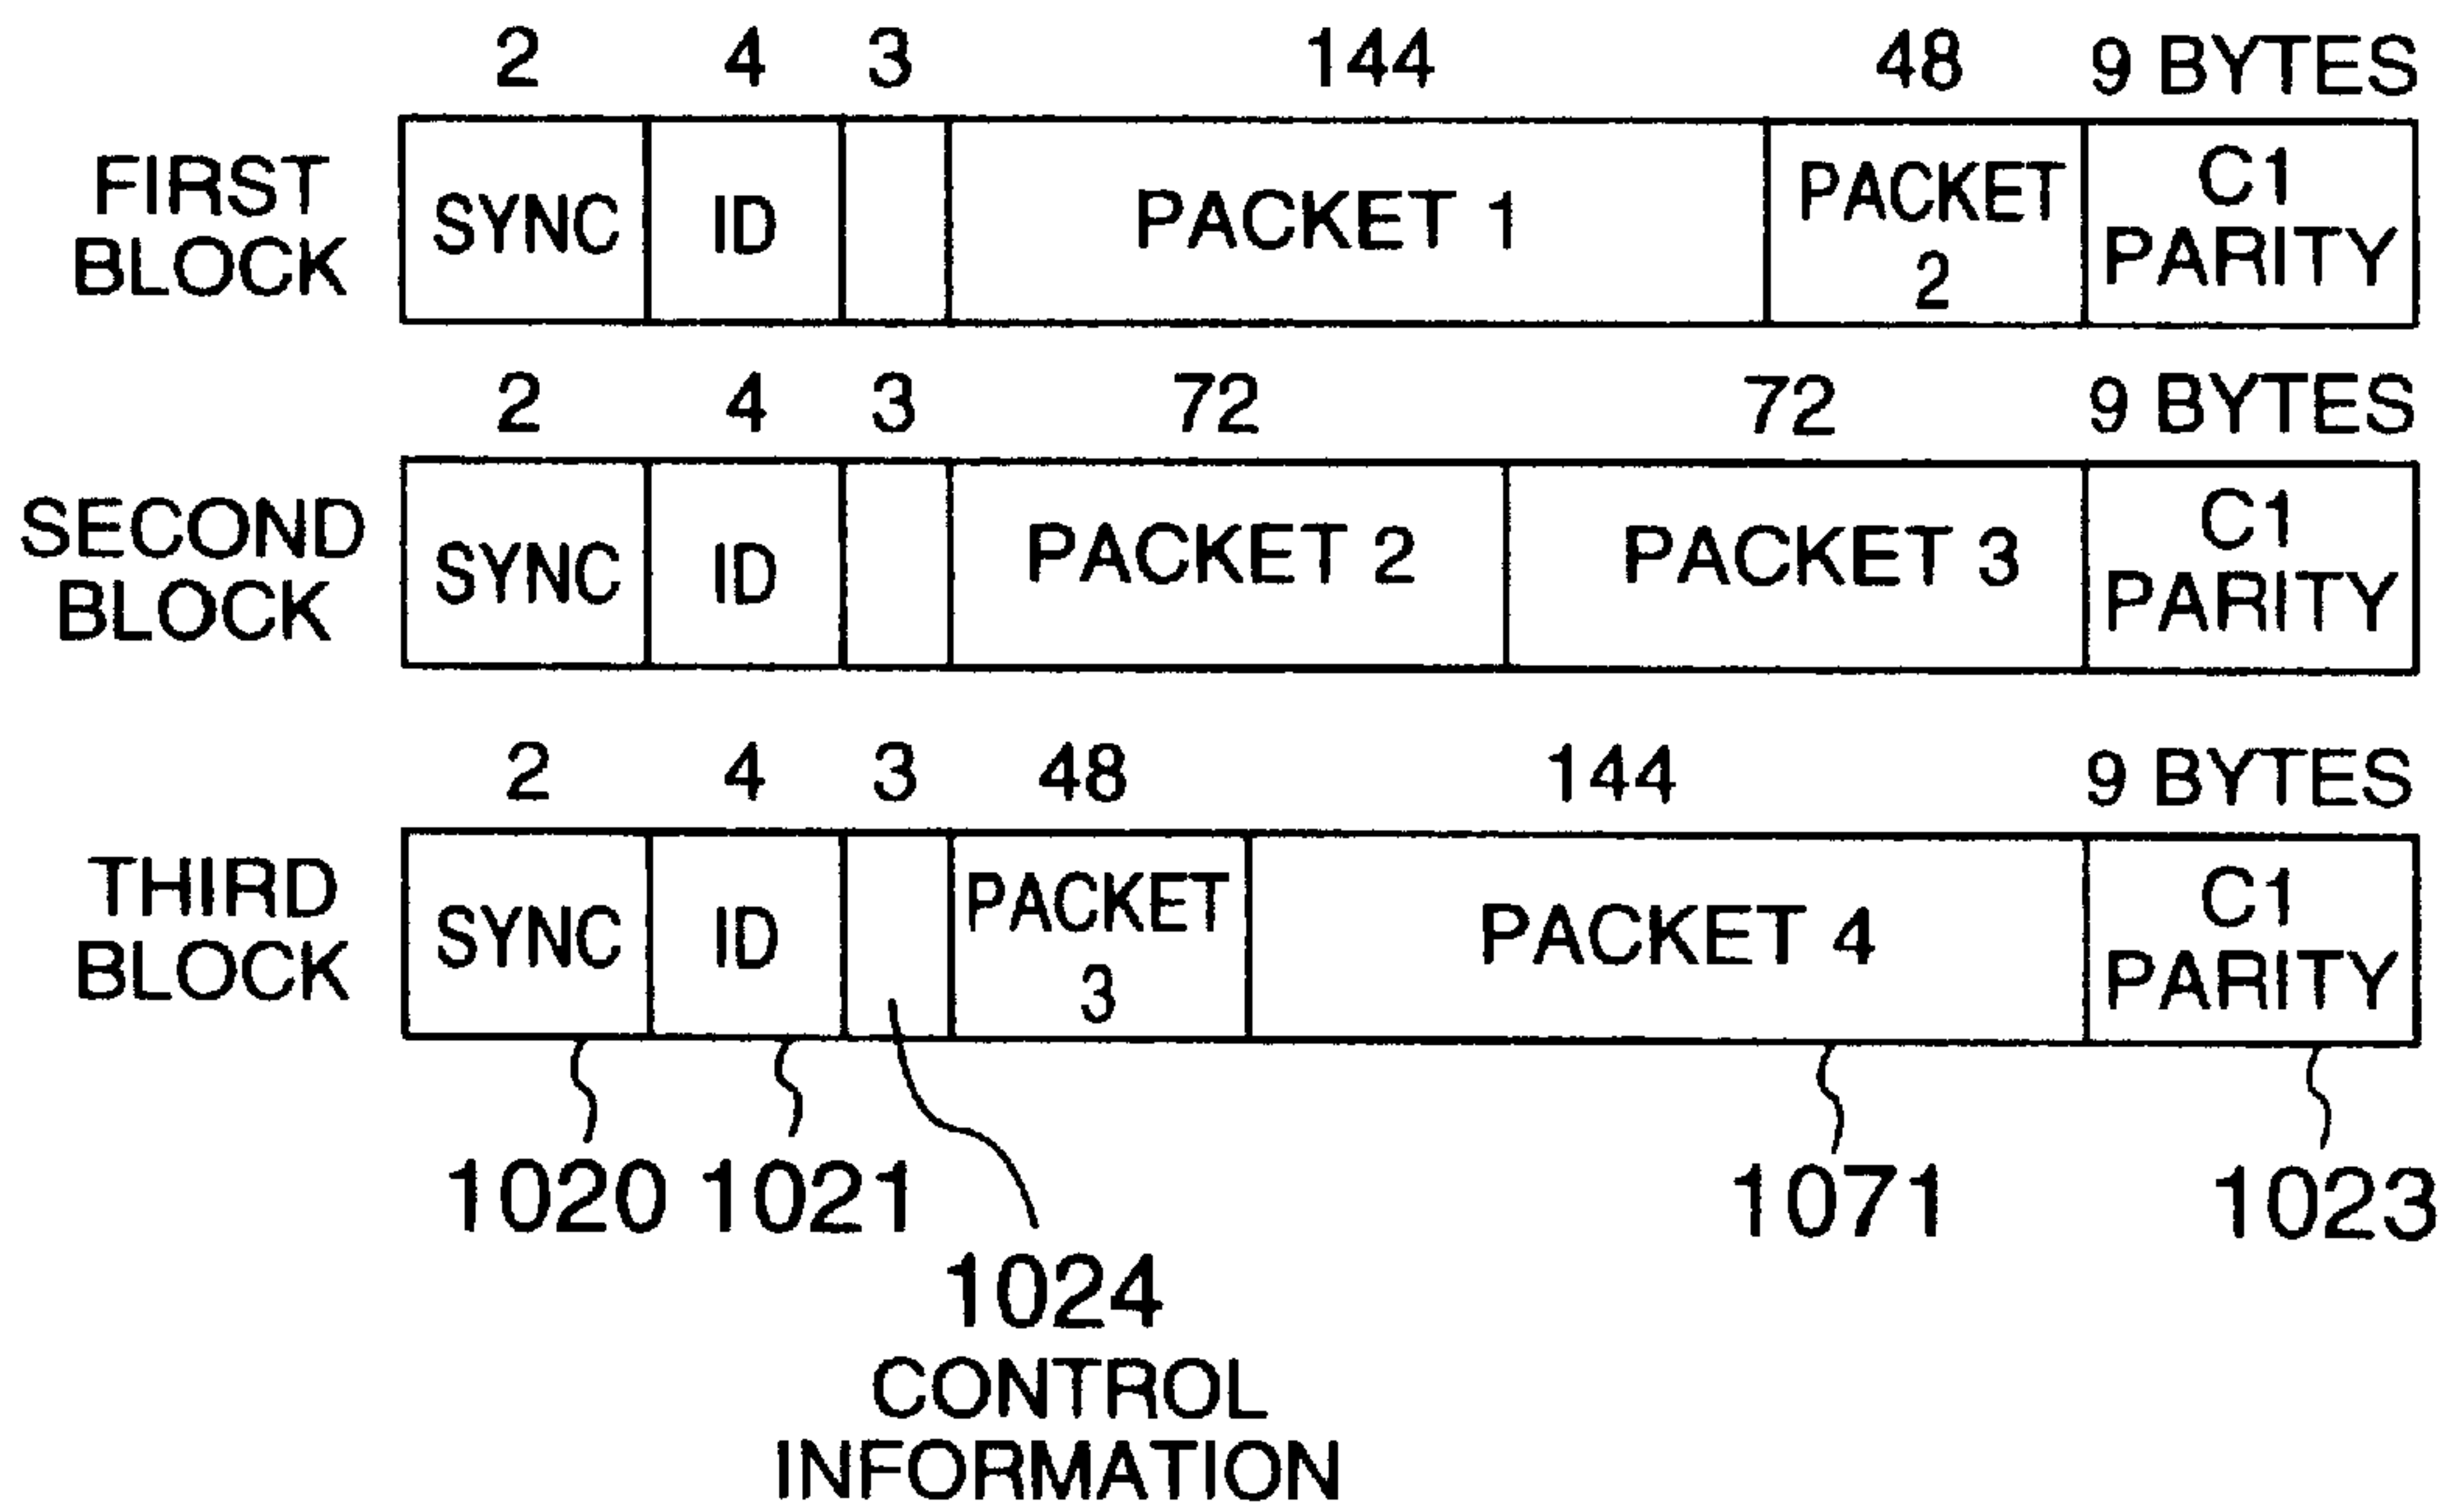 2 4 3 144 48 9 BYTES
FIRST
BLOCK
SYNC
ID
PACKET 1
PACKET
2
C1
PARITY
2 4 3 72 72 9 BYTES
SECOND
BLOCK
SYNC
ID
PACKET 2
PACKET 3
C1
PARITY
2 4 3 48 144 9 BYTES
THIRD
BLOCK
SYNC
ID
PACKET
3
PACKET 4
C1
PARITY
1020 1021 1071 1023
1024
CONTROL
INFORMATION